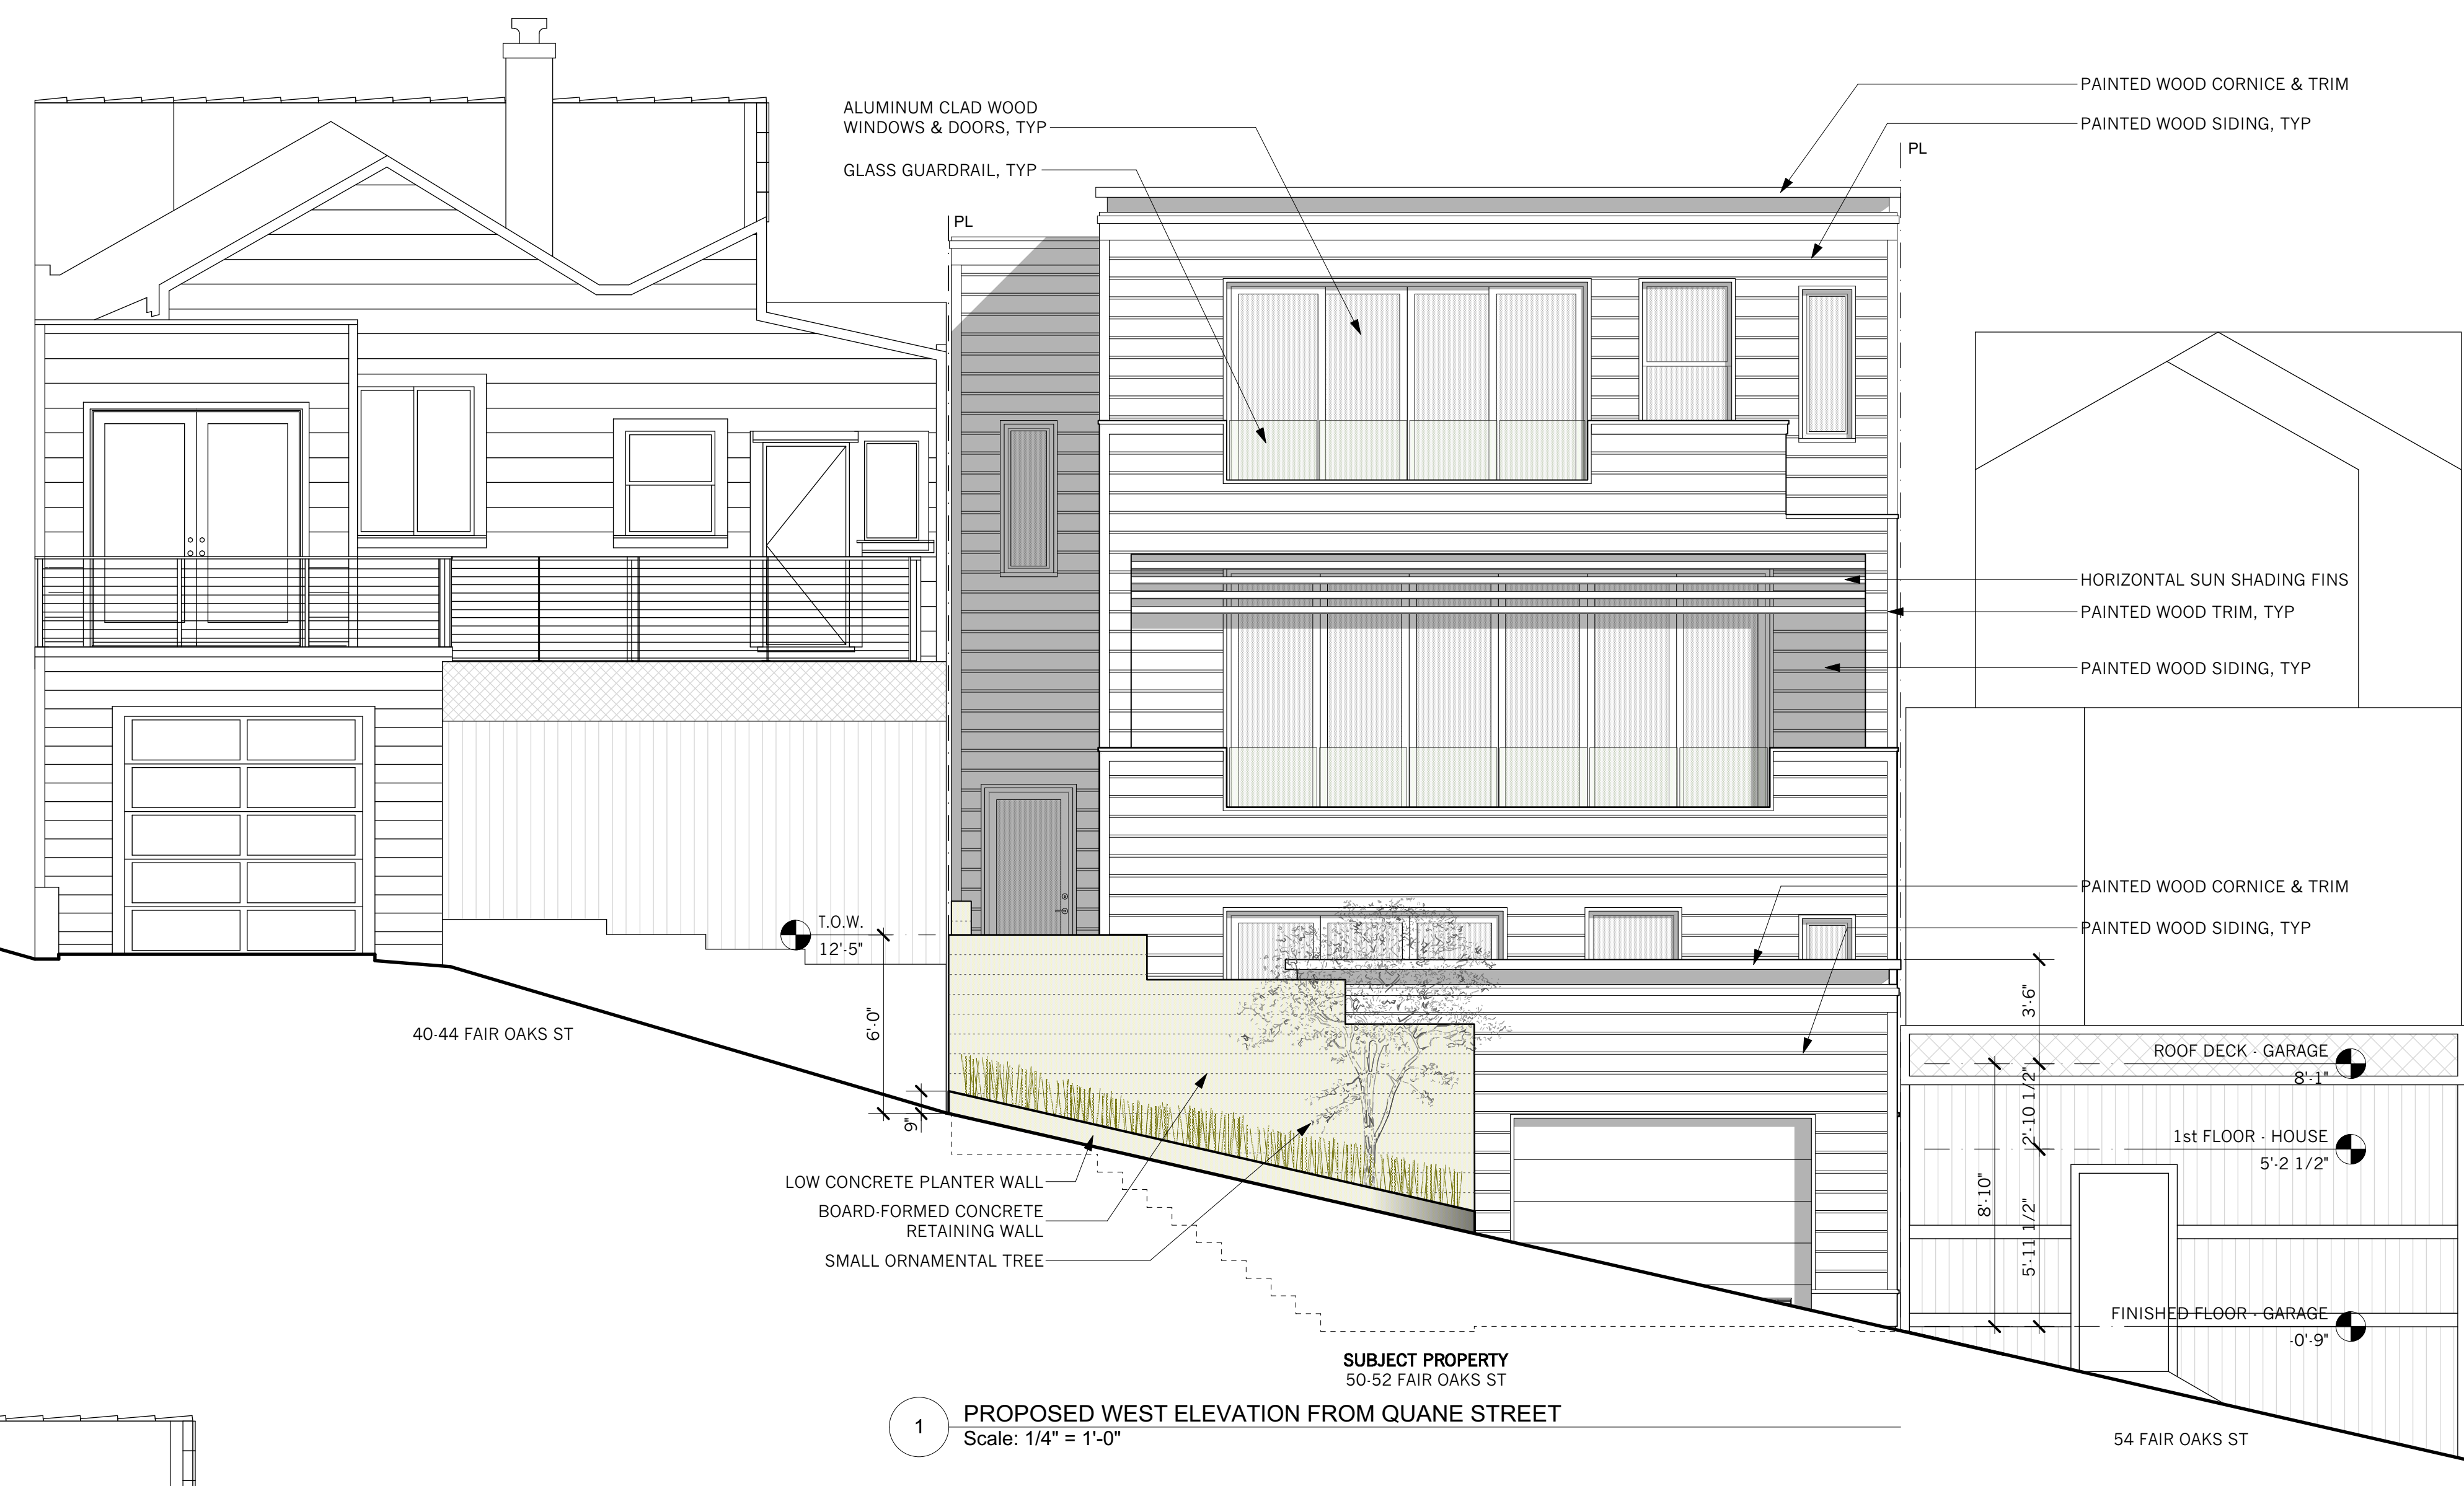 ALUMINUM CLAD WOOD
WINDOWS & DOORS, TYP
GLASS GUARDRAIL, TYP
PL
PL
PAINTED WOOD CORNICE & TRIM
PAINTED WOOD SIDING, TYP
HORIZONTAL SUN SHADING FINS
PAINTED WOOD TRIM, TYP
PAINTED WOOD SIDING, TYP
PAINTED WOOD CORNICE & TRIM
PAINTED WOOD SIDING, TYP
T.O.W.
12'-5"
6'-0"
9"
40-44 FAIR OAKS ST
3'-6"
2'-10 1/2"
8'-10"
5'-11 1/2"
ROOF DECK - GARAGE
8'-1"
1st FLOOR - HOUSE
5'-2 1/2"
FINISHED FLOOR - GARAGE
-0'-9"
LOW CONCRETE PLANTER WALL
BOARD-FORMED CONCRETE
RETAINING WALL
SMALL ORNAMENTAL TREE
SUBJECT PROPERTY
50-52 FAIR OAKS ST
1
PROPOSED WEST ELEVATION FROM QUANE STREET
Scale: 1/4" = 1'-0"
54 FAIR OAKS ST